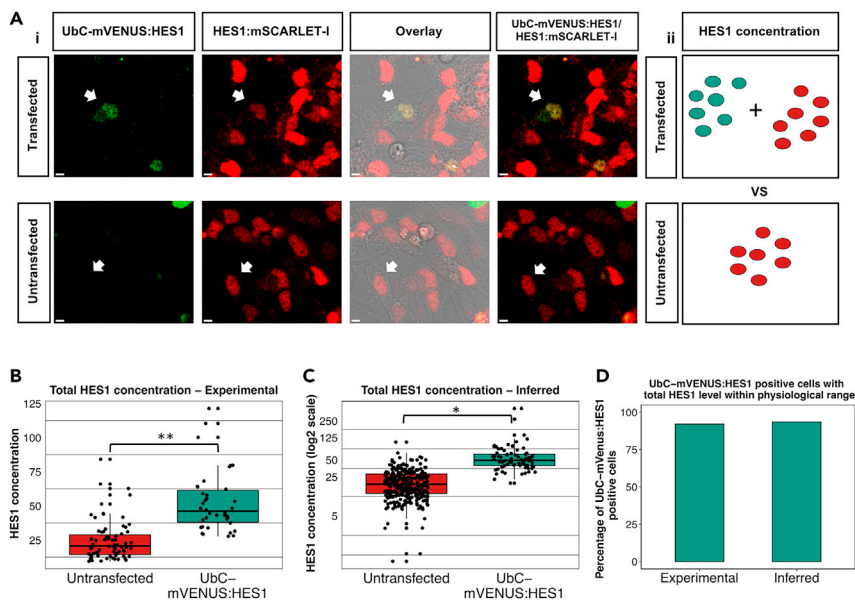 A
i
UbC-mVENUS:HES1
HES1:mSCARLET-I
Overlay
UbC-mVENUS:HES1/
HES1:mSCARLET-I
ii
HES1 concentration
Transfected
Transfected
+
VS
Untransfected
Untransfected
B
Total HES1 concentration – Experimental
HES1 concentration
125
100
75
50
25
**
Untransfected
UbC–
mVENUS:HES1
C
Total HES1 concentration – Inferred
HES1 concentration (log2 scale)
250
125
50
25
5
*
Untransfected
UbC–
mVENUS:HES1
D
UbC–mVENUS:HES1 positive cells with
total HES1 level within physiological range
Percentage of UbC–mVenus:HES1
positive cells
100
75
50
25
0
Experimental
Inferred